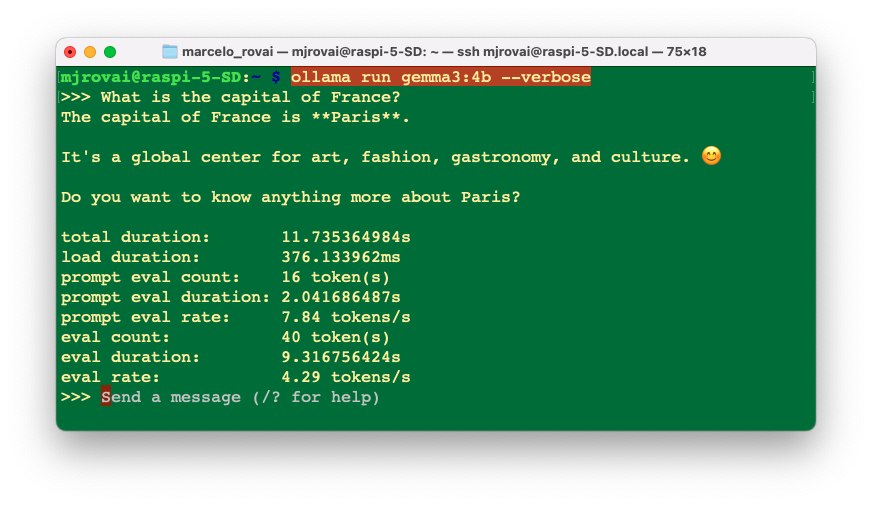 marcelo_rovai — mjrovai@raspi-5-SD: ~ — ssh mjrovai@raspi-5-SD.local — 75×18
mjrovai@raspi-5-SD:~ $ ollama run gemma3:4b --verbose
>>> What is the capital of France?
The capital of France is **Paris**.
It's a global center for art, fashion, gastronomy, and culture. 😊
Do you want to know anything more about Paris?
total duration:       11.735364984s
load duration:        376.133962ms
prompt eval count:    16 token(s)
prompt eval duration: 2.041686487s
prompt eval rate:     7.84 tokens/s
eval count:           40 token(s)
eval duration:        9.316756424s
eval rate:            4.29 tokens/s
>>> Send a message (/? for help)